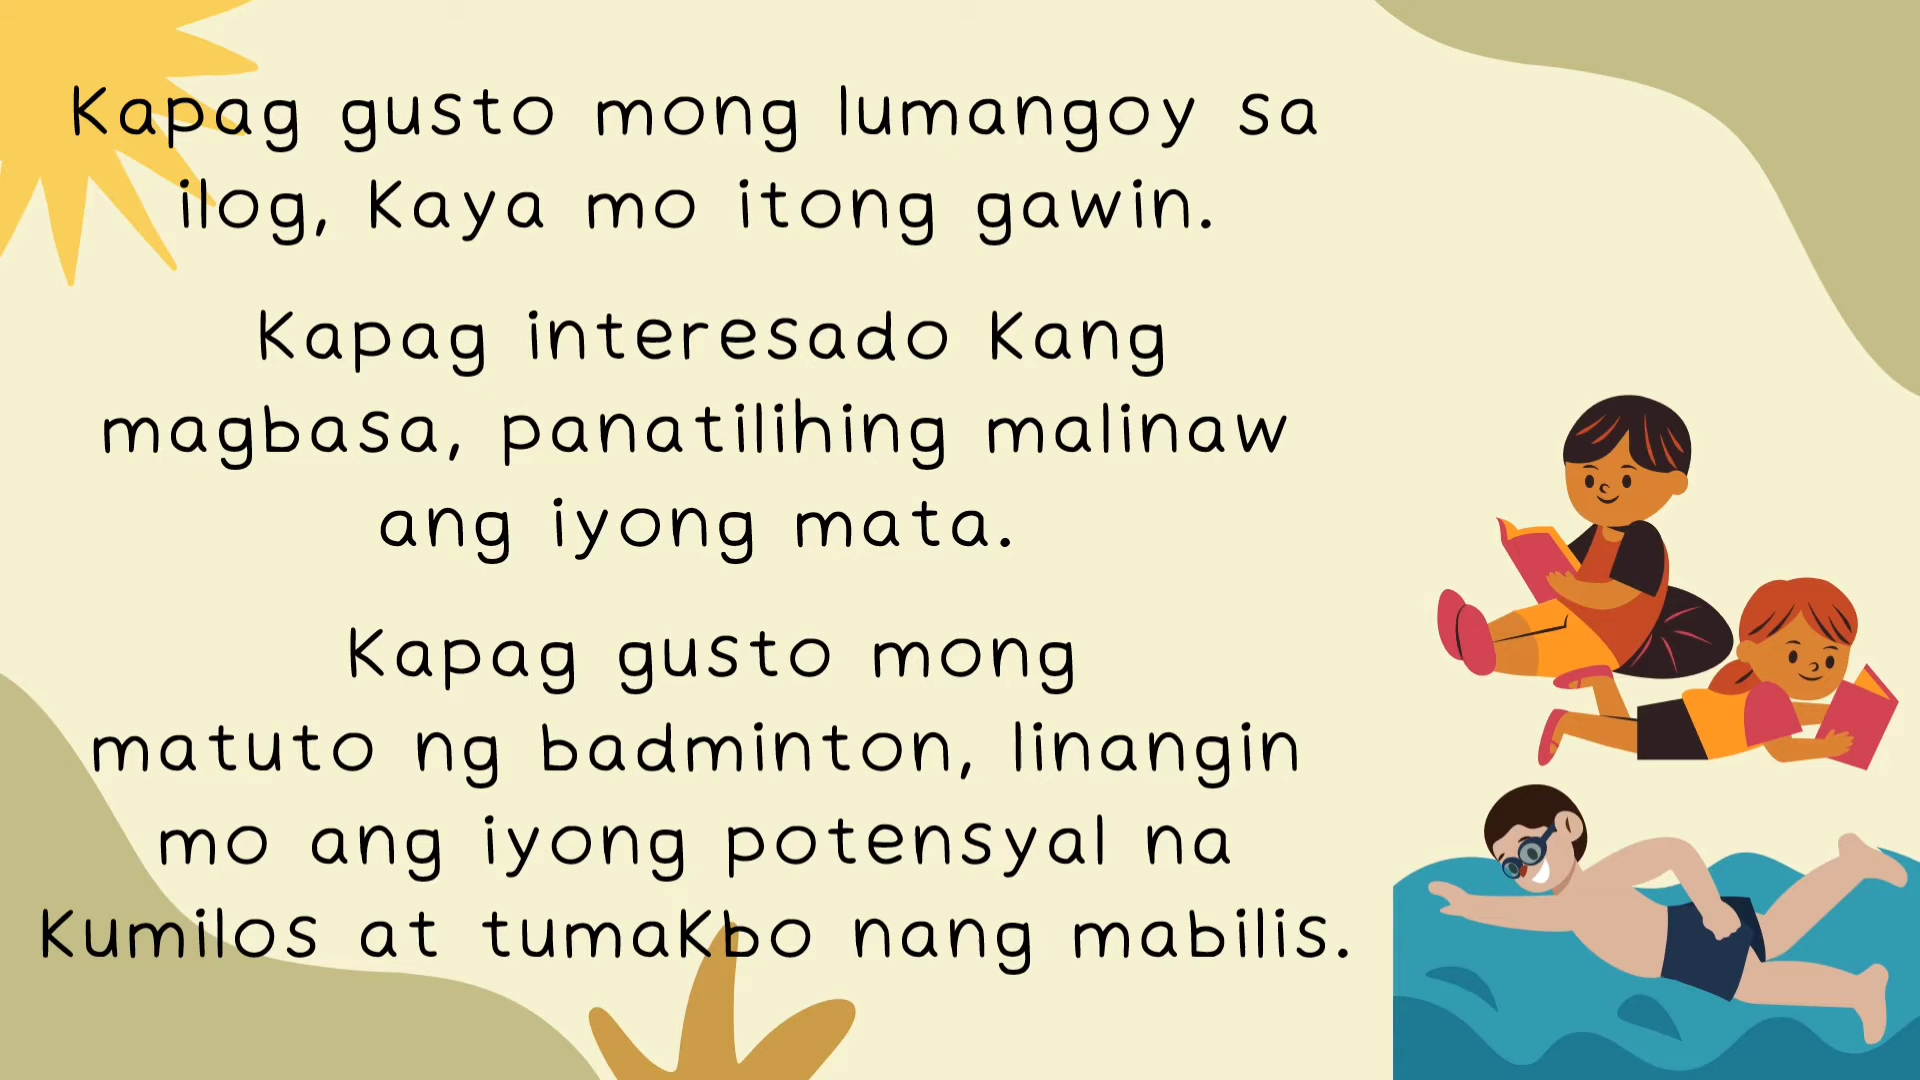 Kapag gusto mong lumangoy sa
ilog, kaya mo itong gawin.
Kapag interesado kang
magbasa, panatilihing malinaw
ang iyong mata.
Kapag gusto mong
matuto ng badminton, linangin
mo ang iyong potensyal na
kumilos at tumakbo nang mabilis.